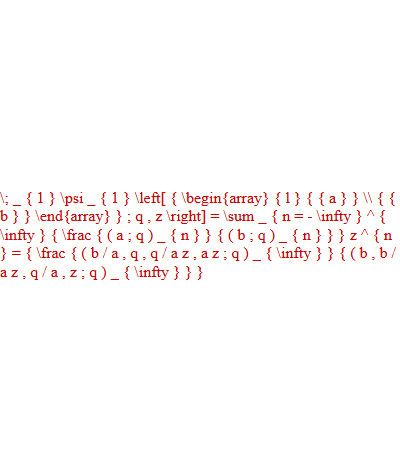 \; _ { 1 } \psi _ { 1 } \left[ { \begin{array} { l } { { a } } \\ { {
b } } \end{array} } ; q , z \right] = \sum _ { n = - \infty } ^ {
\infty } { \frac { ( a ; q ) _ { n } } { ( b ; q ) _ { n } } } z ^ { n
} = { \frac { ( b / a , q , q / a z , a z ; q ) _ { \infty } } { ( b , b /
a z , q / a , z ; q ) _ { \infty } } }